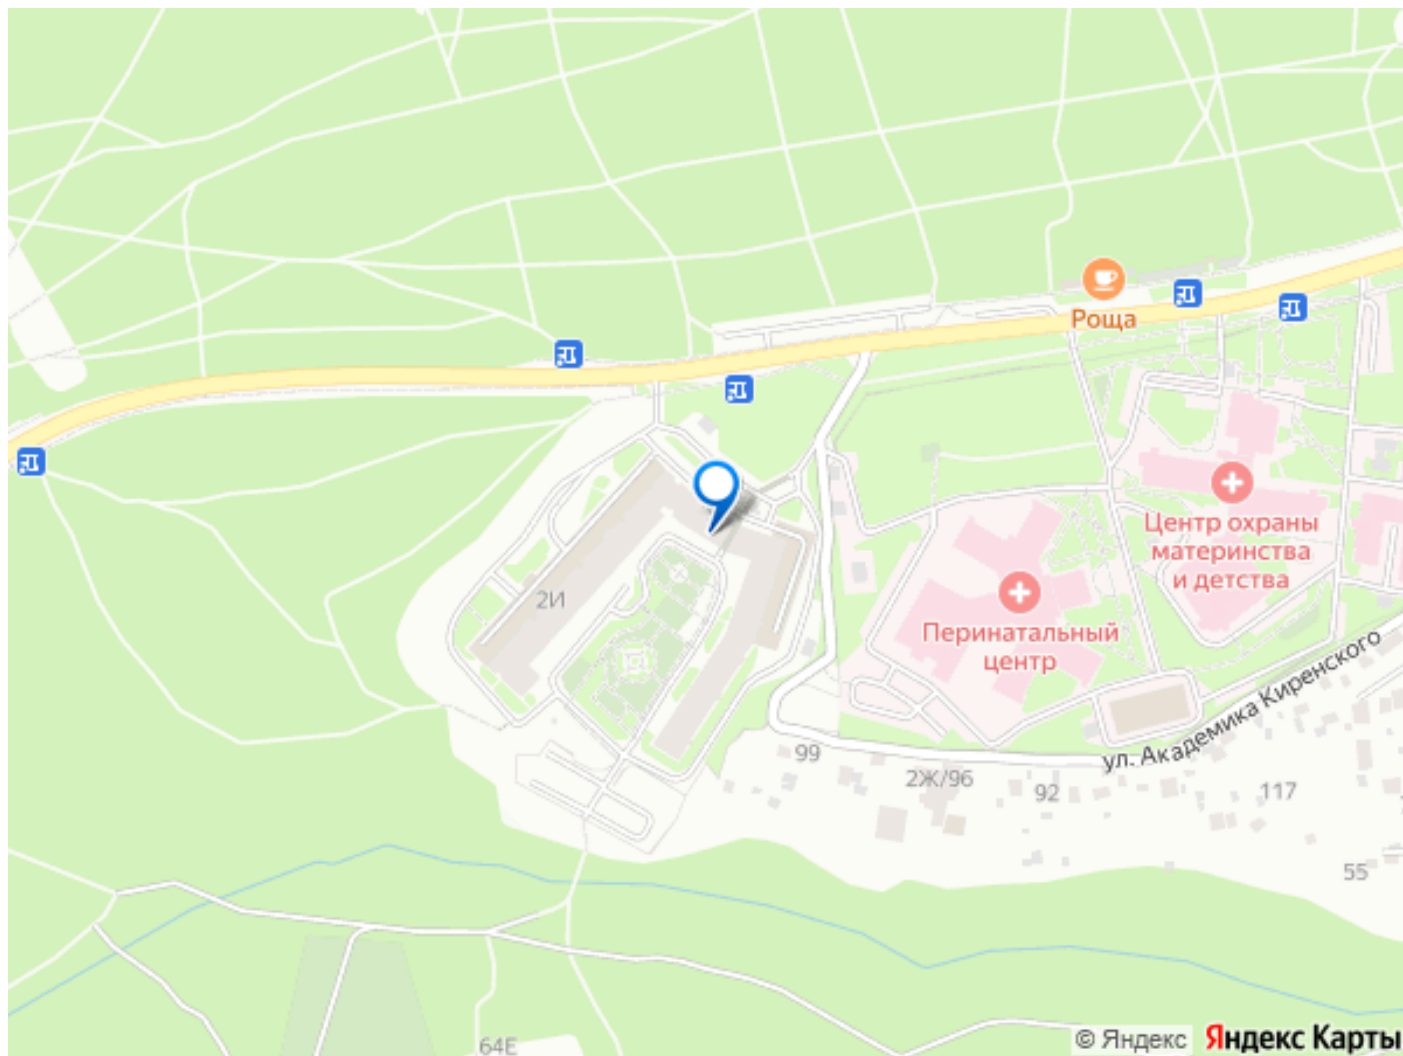 Роща
Центр охраны
материнства
и детства
2И
Перинатальный
центр
ул. Академика Киренского
99
2Ж/96
92
117
55
64Е
© Яндекс Яндекс Карты